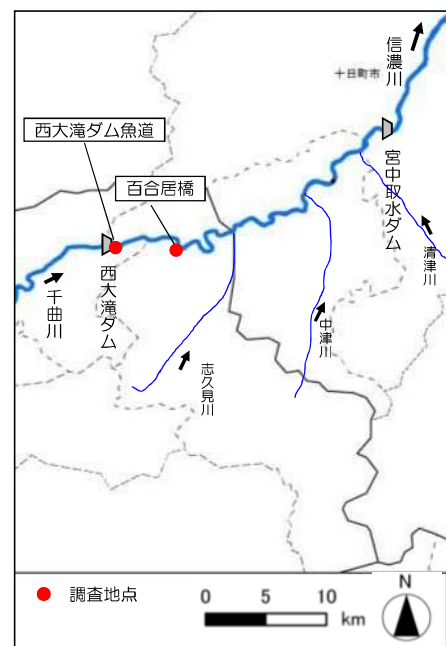 信濃川
十日町市
西大滝ダム魚道
宮中取水ダム
百合居橋
清津川
千曲川
西大滝ダム
中津川
志久見川
調査地点
0 5 10
km
N